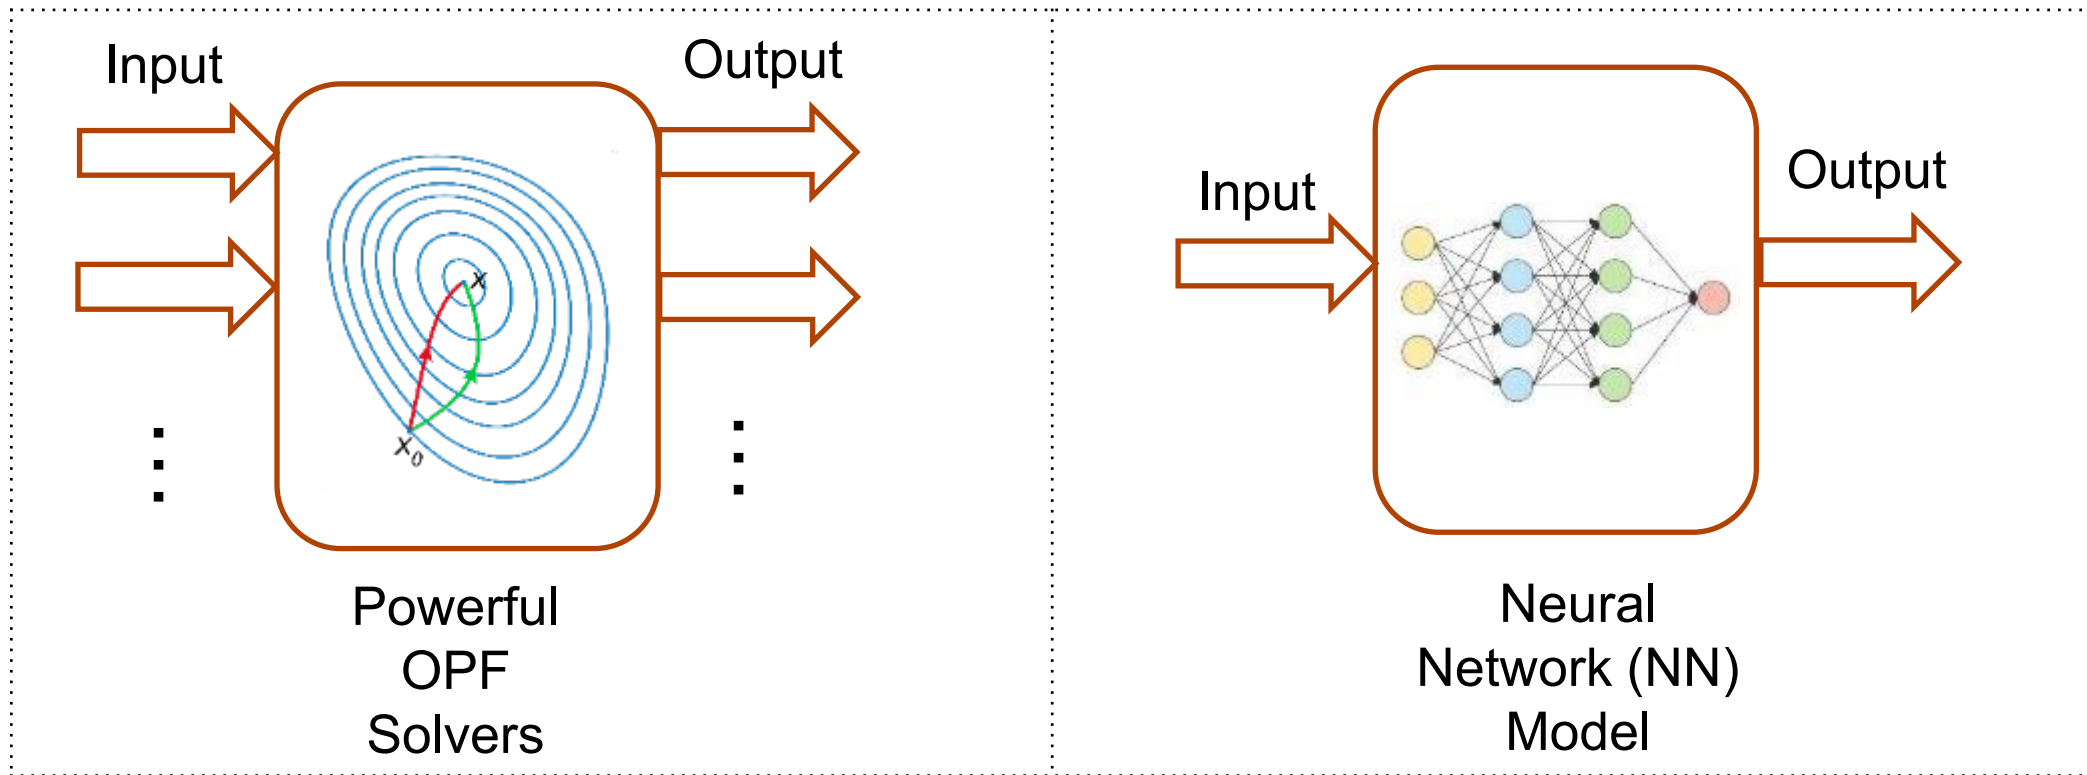 Input
Output
x
x0
Powerful
OPF
Solvers
Input
Output
Neural
Network (NN)
Model